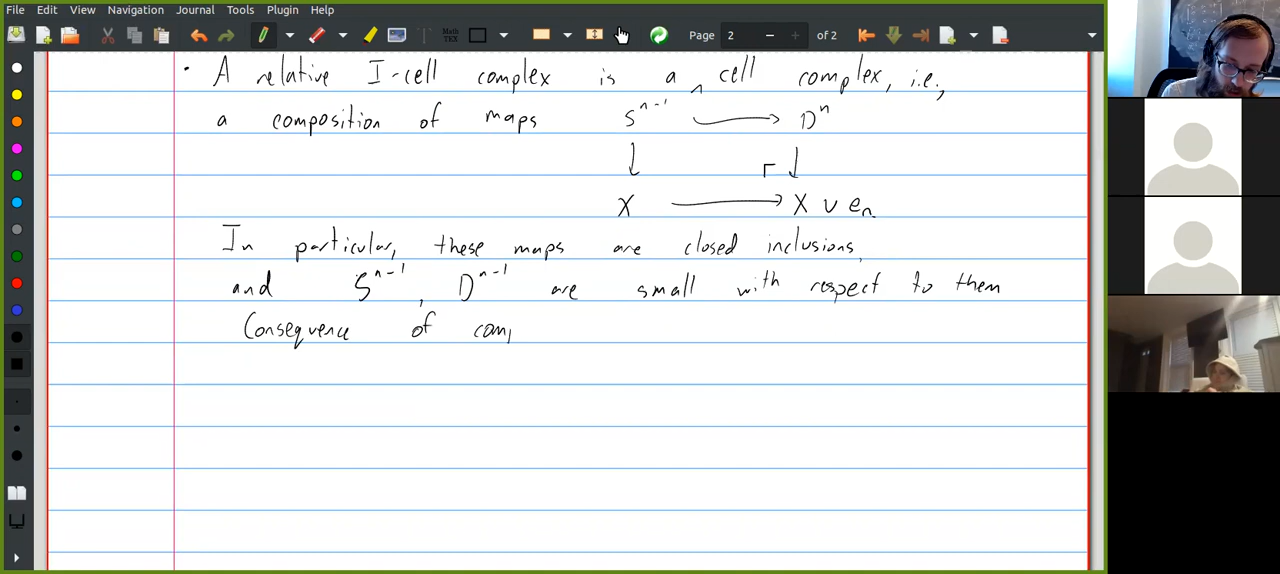 File Edit View Navigation Journal Tools Plugin Help
Math TEX
Page 2 of 2
• A relative I-cell complex is a ^ cell complex, i.e.,
a composition of maps S^{n-1} ⟶ D^n
↓ ⌜ ↓
X ⟶ X ∪ e_n
In particular, these maps are closed inclusions,
and S^{n-1}, D^{n-1} are small with respect to them
Consequence of com